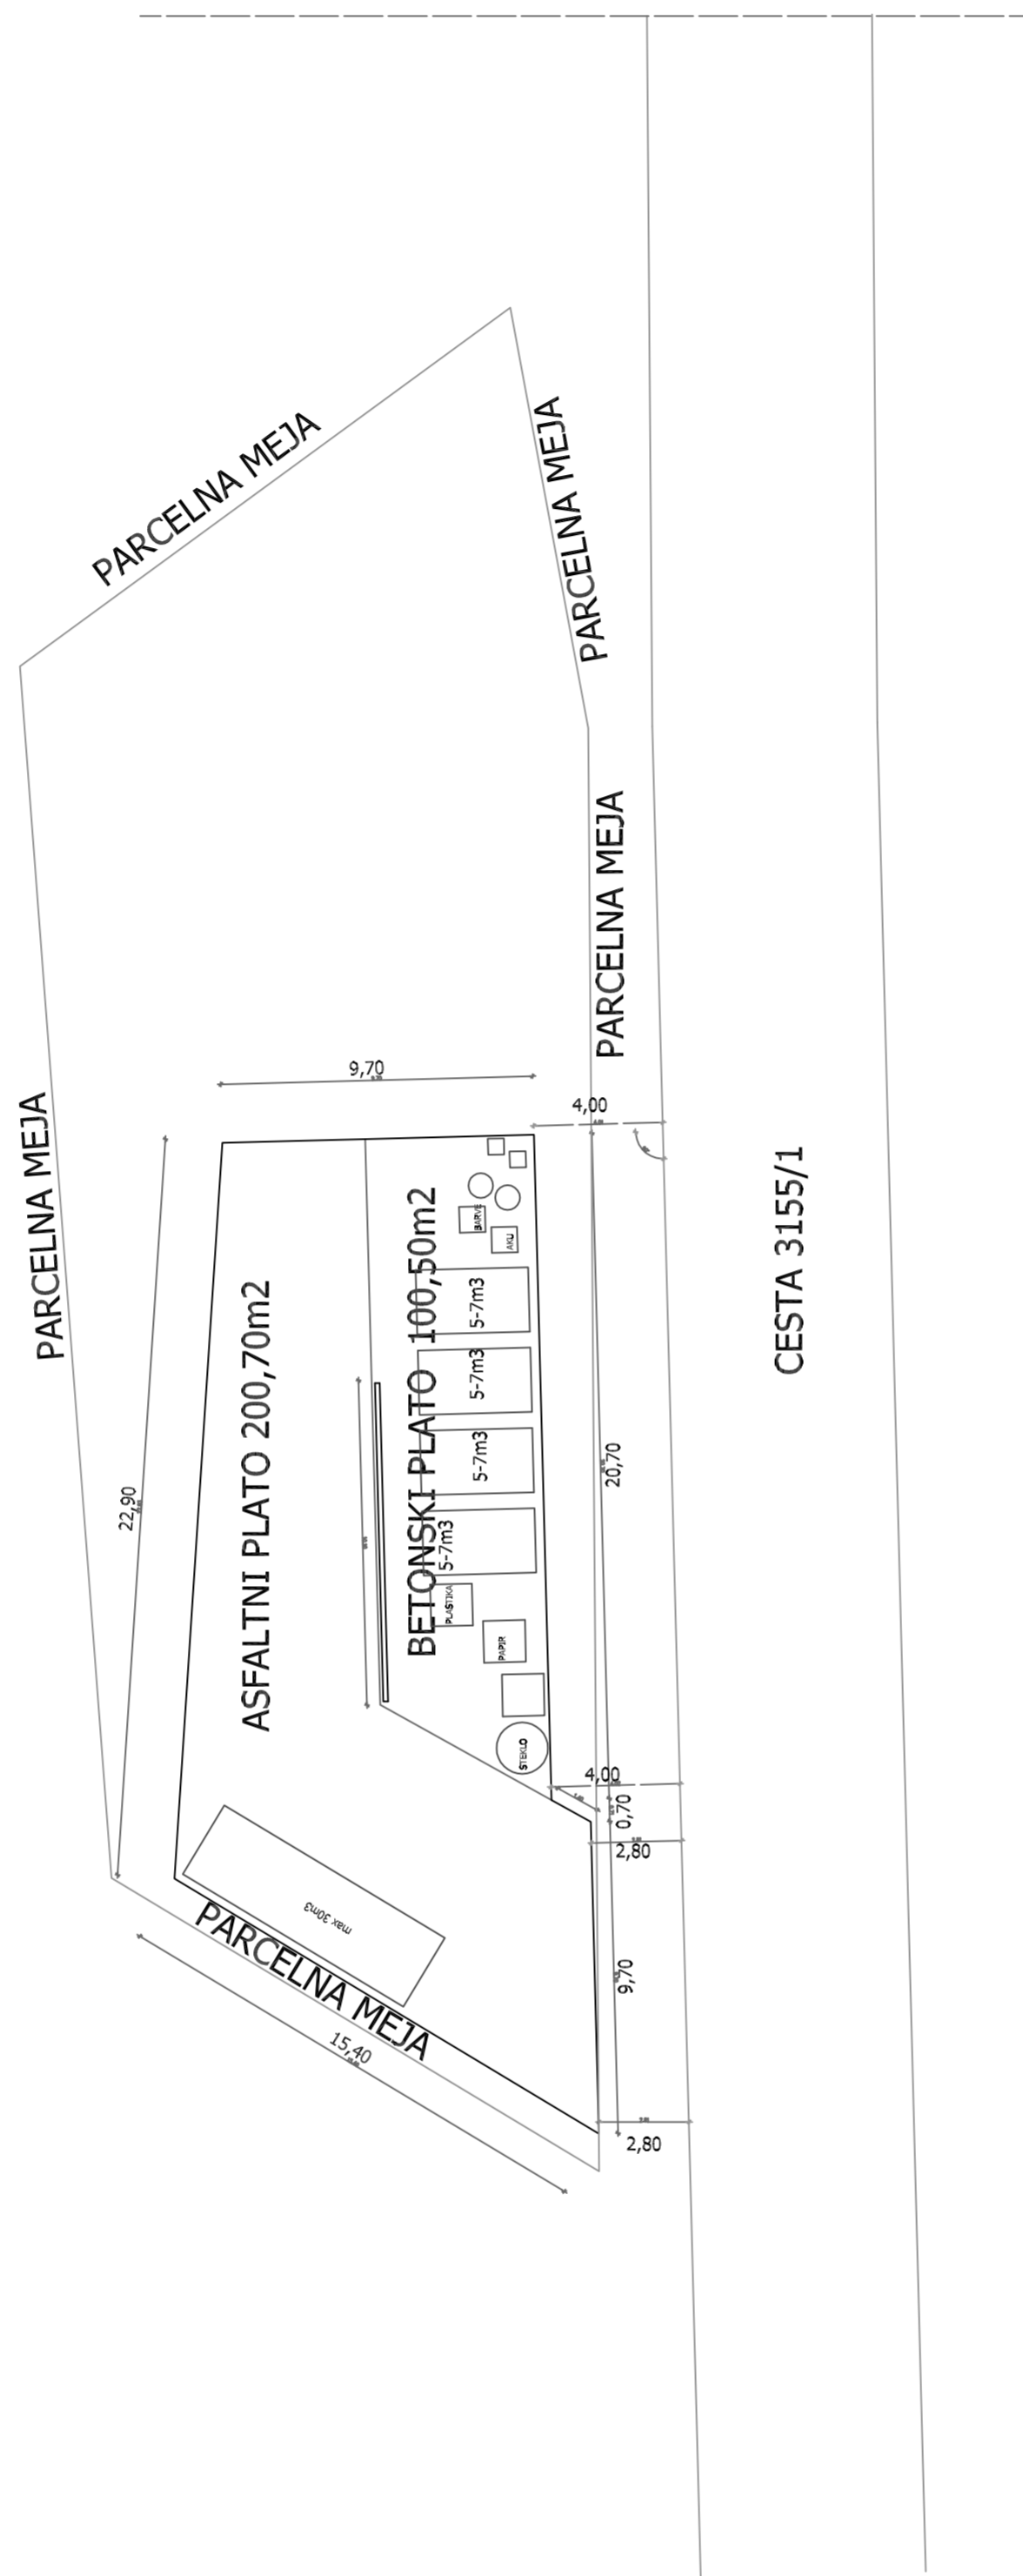 PARCELNA MEJA
PARCELNA MEJA
PARCELNA MEJA
9,70
4,00
PARCELNA MEJA
CESTA 3155/1
BARVE
AKU
ASFALTNI PLATO 200,70m2
BETONSKI PLATO 100,50m2
5-7m3
5-7m3
5-7m3
5-7m3
22,90
20,70
PLASTIKA
PAPIR
STEKLO
4,00
0,70
2,80
max 30m3
PARCELNA MEJA
9,70
15,40
2,80